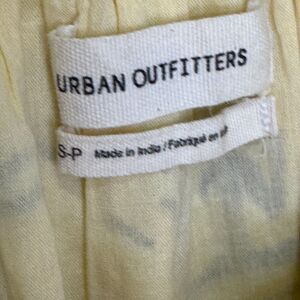 URBAN OUTFITTERS
S-P Made in India / Fabriqué en